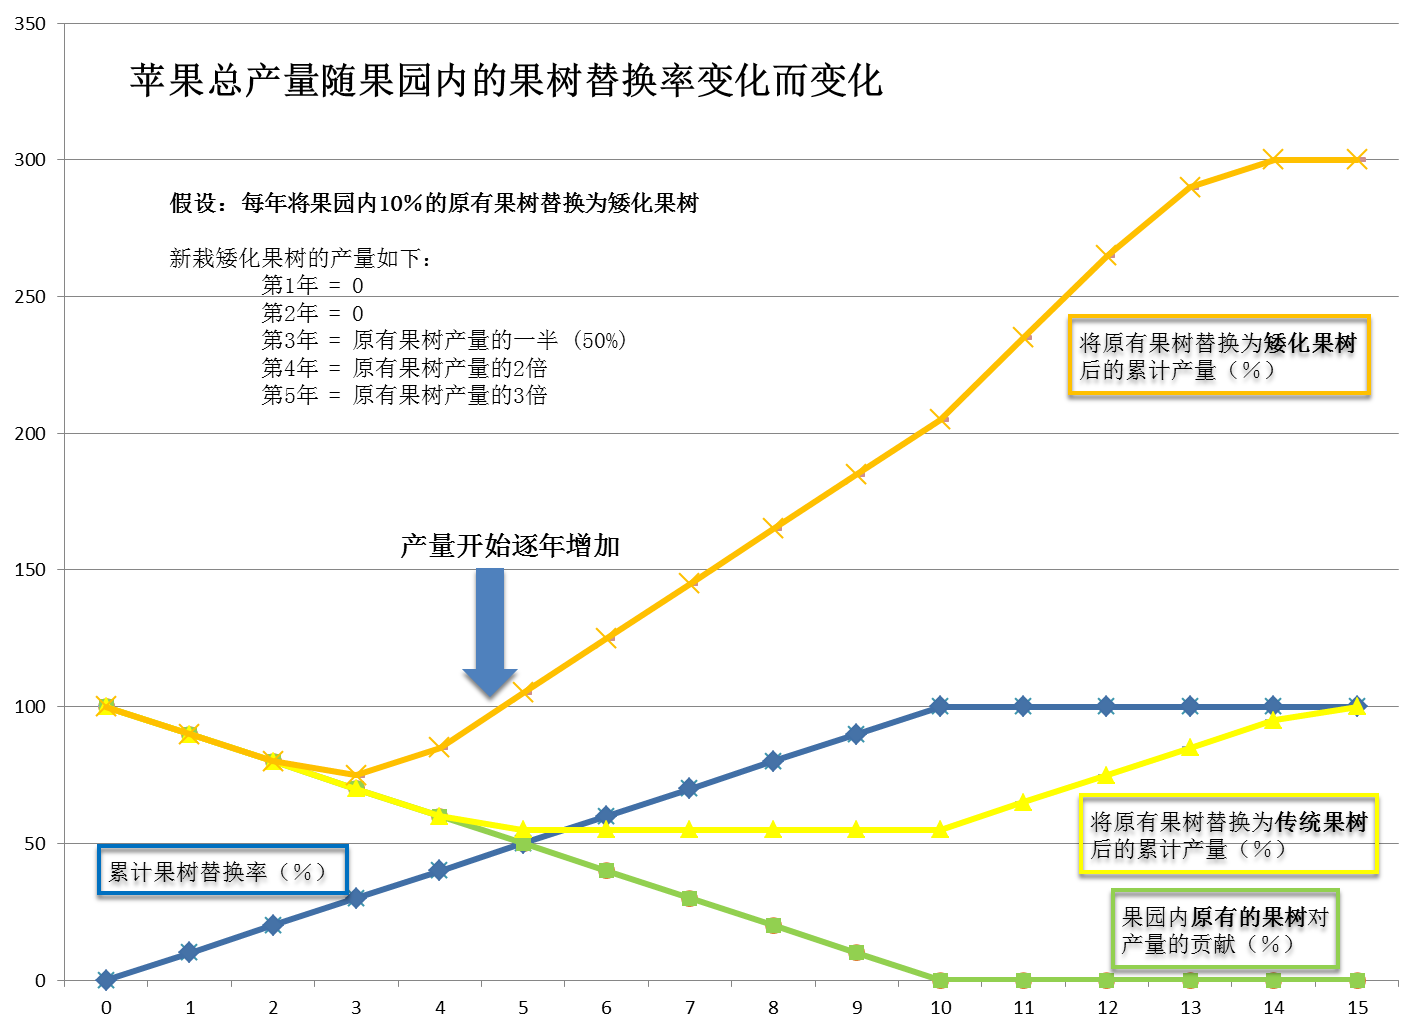 苹果总产量随果园内的果树替换率变化而变化
假设：每年将果园内10%的原有果树替换为矮化果树
新栽矮化果树的产量如下：
第1年 = 0
第2年 = 0
第3年 = 原有果树产量的一半 (50%)
第4年 = 原有果树产量的2倍
第5年 = 原有果树产量的3倍
将原有果树替换为矮化果树
后的累计产量（%）
产量开始逐年增加
将原有果树替换为传统果树
后的累计产量（%）
累计果树替换率（%）
果园内原有的果树对
产量的贡献（%）
350
300
250
200
150
100
50
0
0 1 2 3 4 5 6 7 8 9 10 11 12 13 14 15